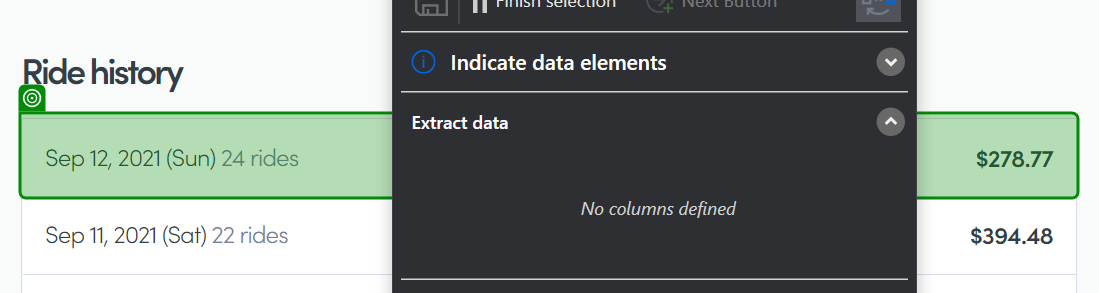 Finish selection Next Button
Ride history
Indicate data elements
Extract data
Sep 12, 2021 (Sun) 24 rides $278.77
No columns defined
Sep 11, 2021 (Sat) 22 rides $394.48